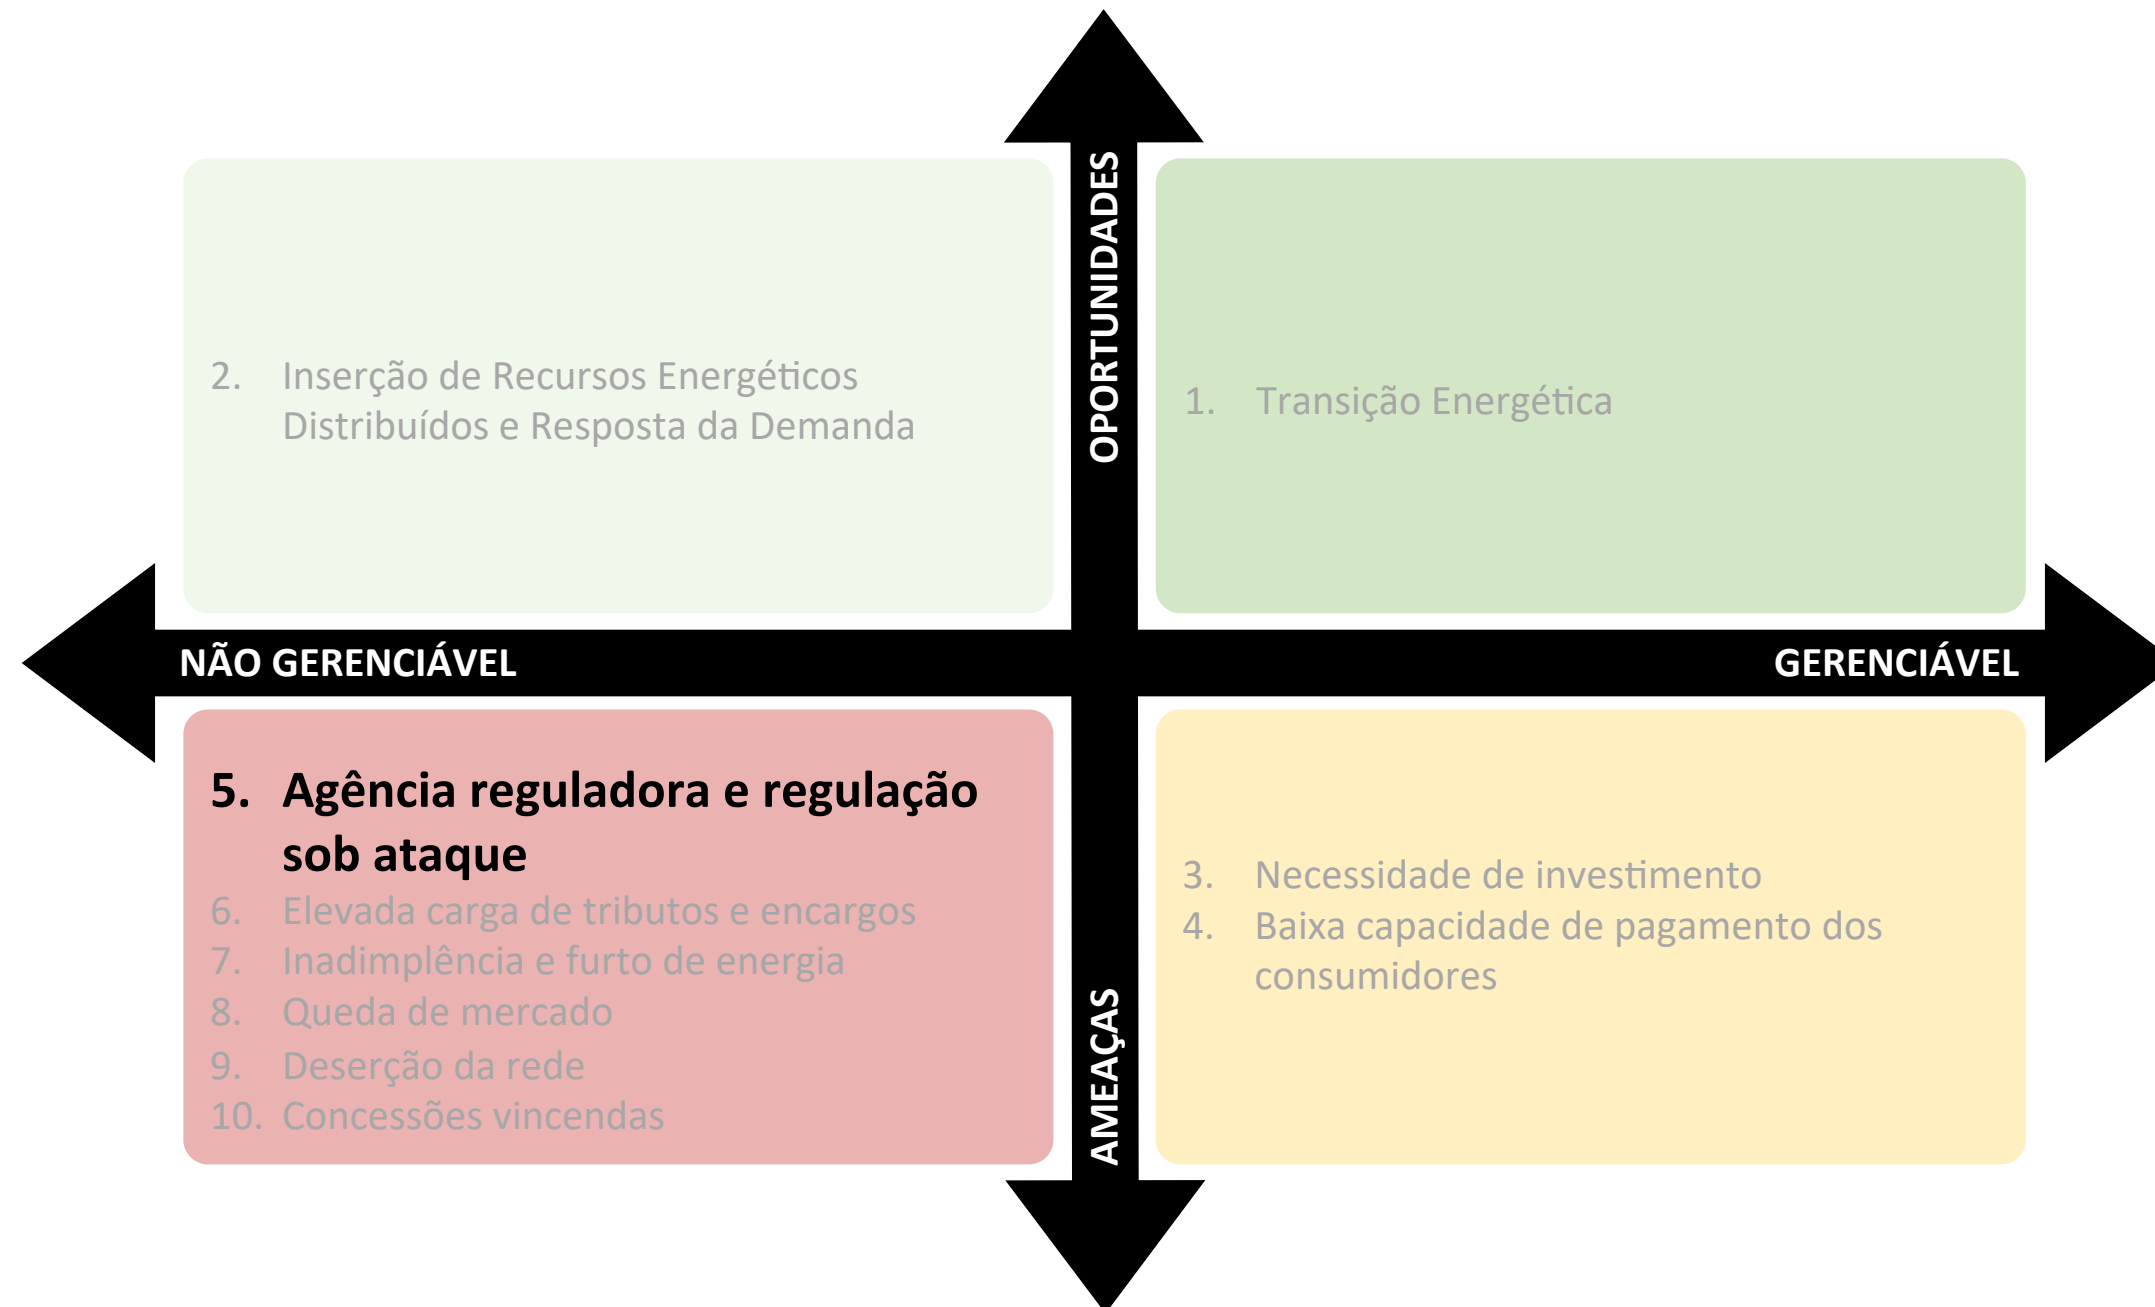 OPORTUNIDADES
2. Inserção de Recursos Energéticos
Distribuídos e Resposta da Demanda
1. Transição Energética
NÃO GERENCIÁVEL
GERENCIÁVEL
5. Agência reguladora e regulação
sob ataque
6. Elevada carga de tributos e encargos
7. Inadimplência e furto de energia
8. Queda de mercado
9. Deserção da rede
10. Concessões vincendas
3. Necessidade de investimento
4. Baixa capacidade de pagamento dos
consumidores
AMEAÇAS